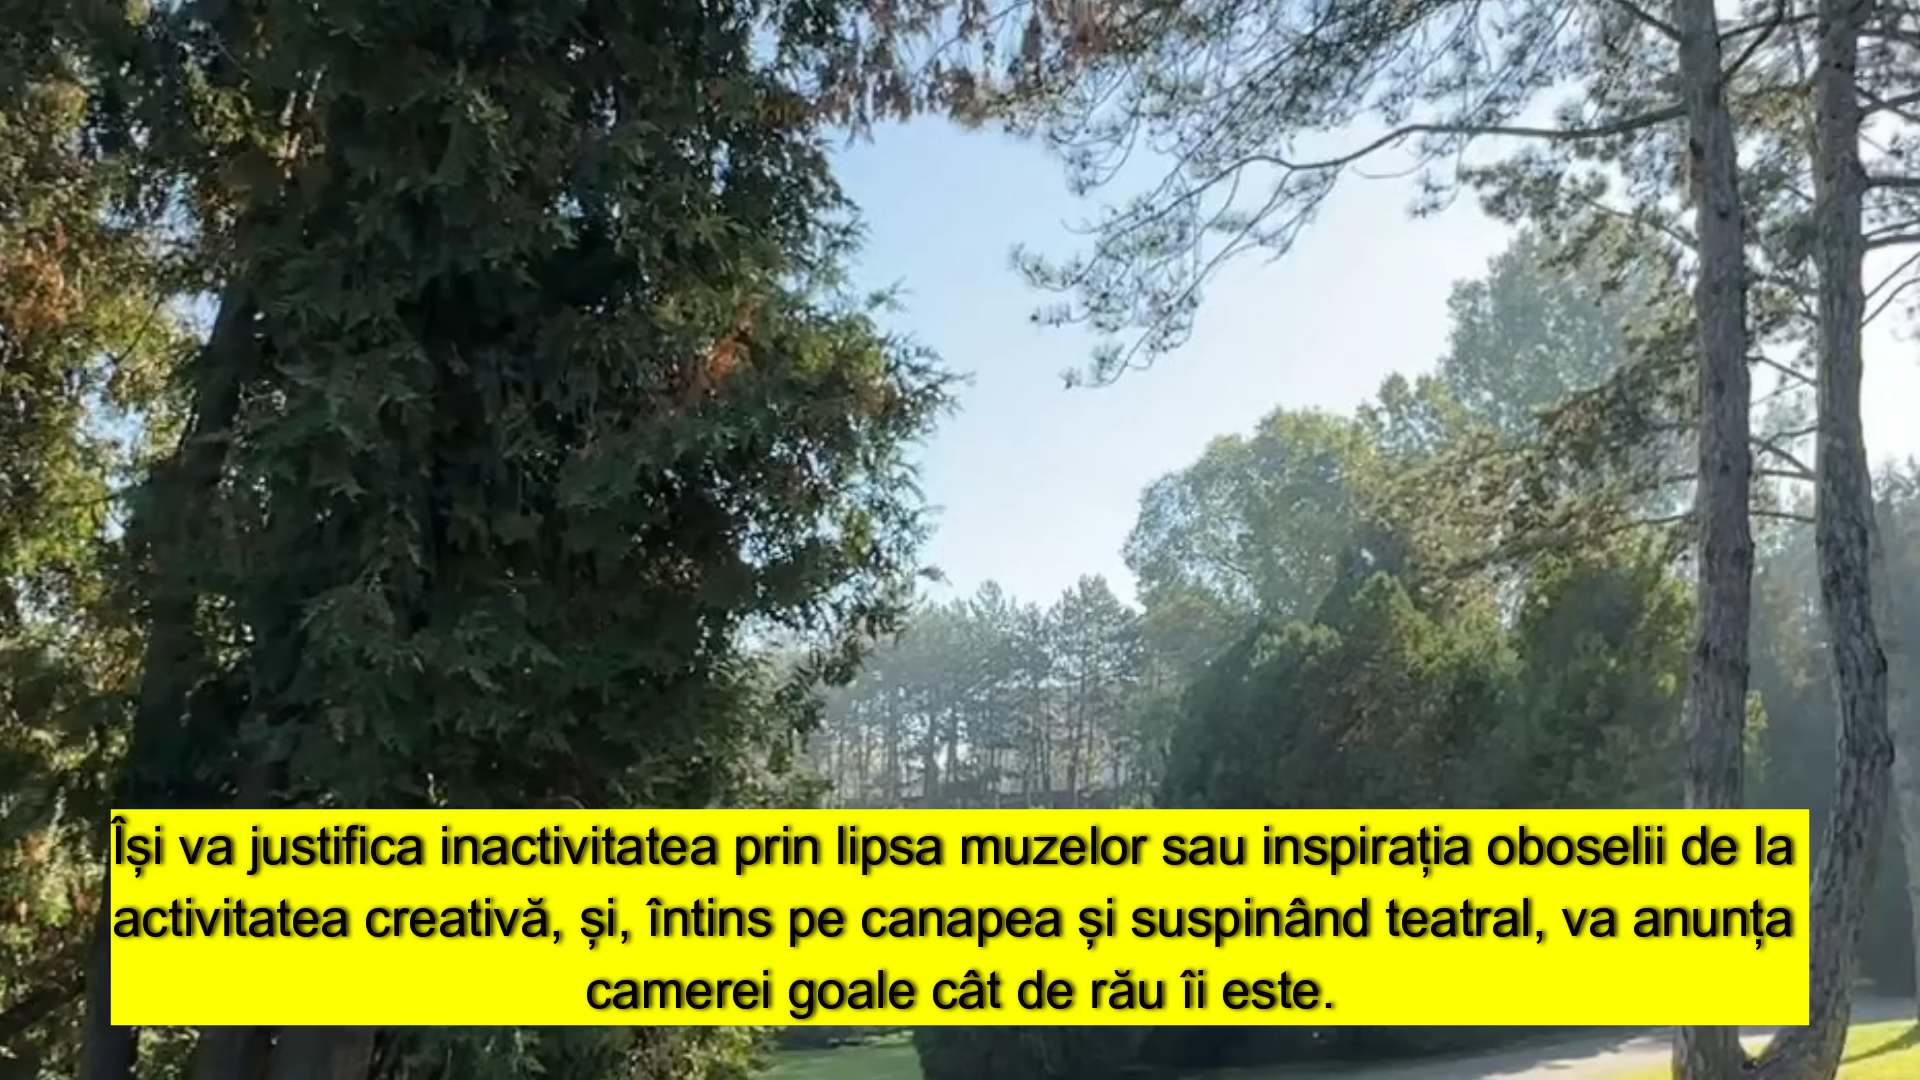 Își va justifica inactivitatea prin lipsa muzelor sau inspirația oboselii de la
activitatea creativă, și, întins pe canapea și suspinând teatral, va anunța
camerei goale cât de rău îi este.